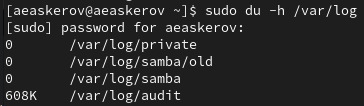 [aeaskerov@aeaskerov ~]$ sudo du -h /var/log
[sudo] password for aeaskerov:
0       /var/log/private
0       /var/log/samba/old
0       /var/log/samba
608K    /var/log/audit